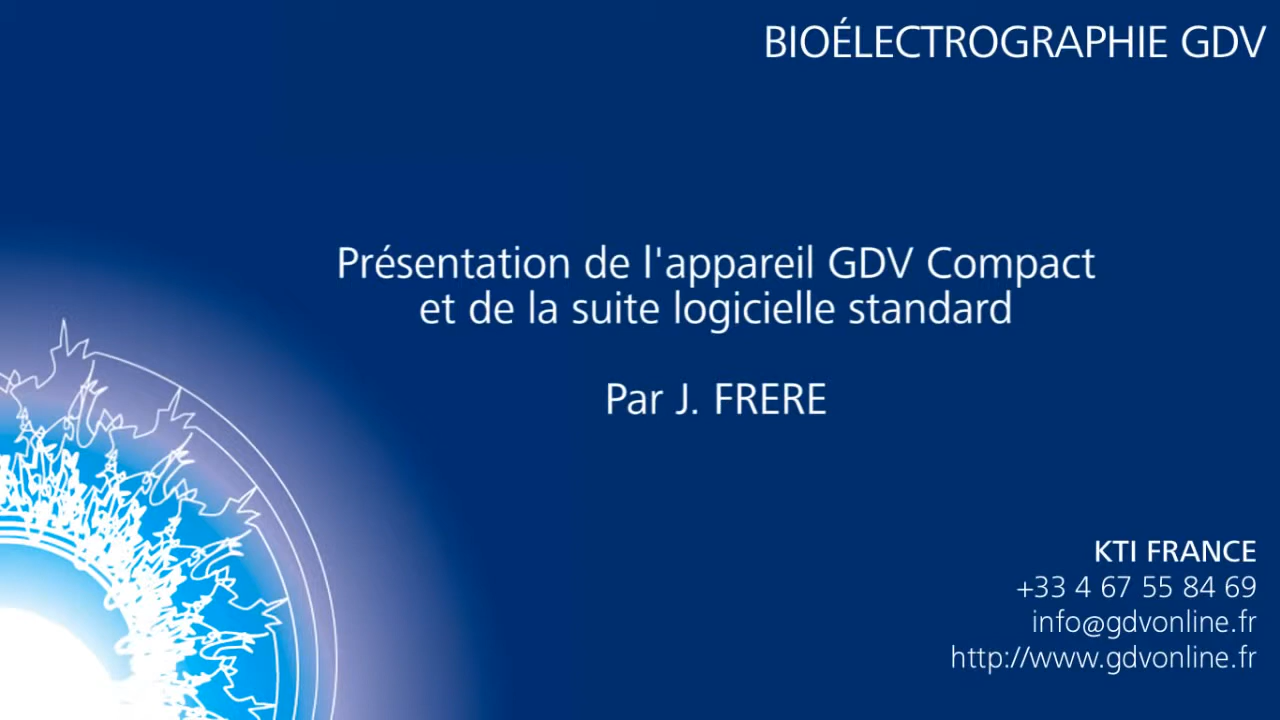 BIOÉLECTROGRAPHIE GDV
Présentation de l'appareil GDV Compact
et de la suite logicielle standard
Par J. FRERE
KTI FRANCE
+33 4 67 55 84 69
info@gdvonline.fr
http://www.gdvonline.fr